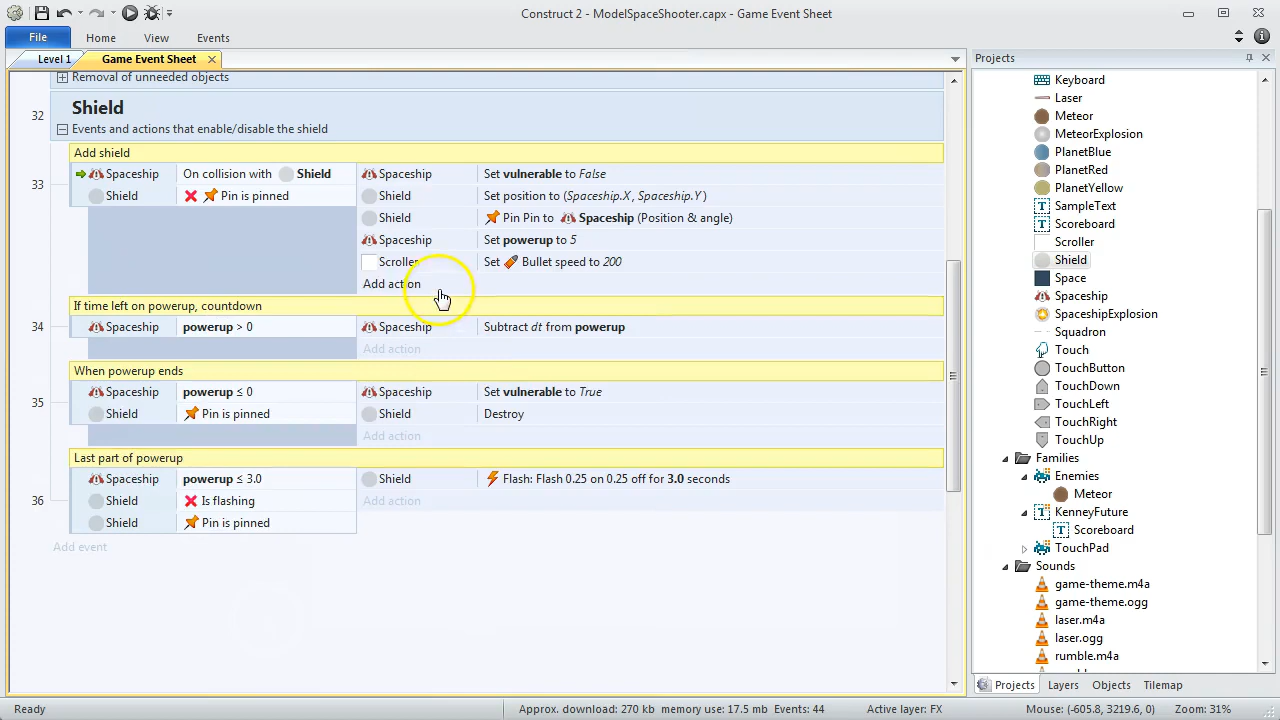 Construct 2 - ModelSpaceShooter.capx - Game Event Sheet
File Home View Events
Level 1 Game Event Sheet
Projects
Removal of unneeded objects
32 Shield
Events and actions that enable/disable the shield
Add shield
33
Spaceship On collision with Shield Spaceship Set vulnerable to False
Shield Pin is pinned Shield Set position to (Spaceship.X, Spaceship.Y)
Shield Pin Pin to Spaceship (Position & angle)
Spaceship Set powerup to 5
Scroller Set Bullet speed to 200
Add action
If time left on powerup, countdown
34 Spaceship powerup > 0 Spaceship Subtract dt from powerup
Add action
When powerup ends
35
Spaceship powerup ≤ 0 Spaceship Set vulnerable to True
Shield Pin is pinned Shield Destroy
Add action
Last part of powerup
36
Spaceship powerup ≤ 3.0 Shield Flash: Flash 0.25 on 0.25 off for 3.0 seconds
Shield Is flashing Add action
Shield Pin is pinned
Add event
Keyboard
Laser
Meteor
MeteorExplosion
PlanetBlue
PlanetRed
PlanetYellow
SampleText
Scoreboard
Scroller
Shield
Space
Spaceship
SpaceshipExplosion
Squadron
Touch
TouchButton
TouchDown
TouchLeft
TouchRight
TouchUp
Families
Enemies
Meteor
KenneyFuture
Scoreboard
TouchPad
Sounds
game-theme.m4a
game-theme.ogg
laser.m4a
laser.ogg
rumble.m4a
Projects Layers Objects Tilemap
Ready Approx. download: 270 kb memory use: 17.5 mb Events: 44 Active layer: FX Mouse: (-605.8, 3219.6, 0) Zoom: 31%